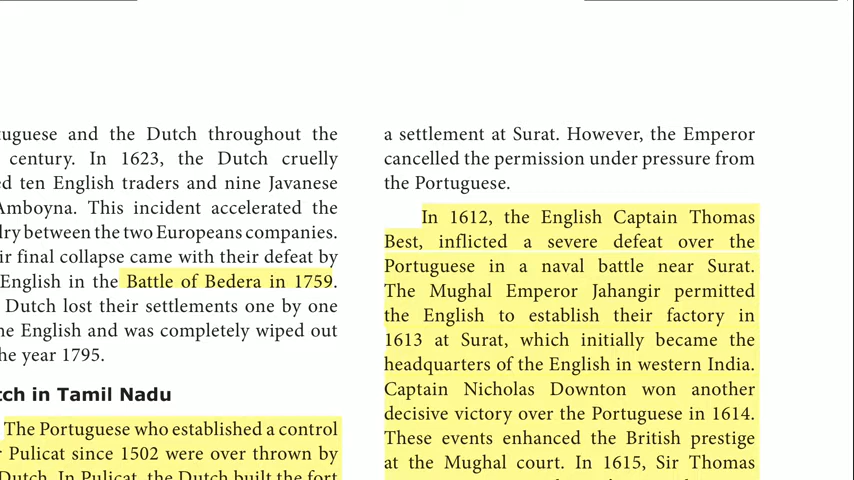 and the Dutch throughout the
century. In 1623, the Dutch cruelly
ten English traders and nine Javanese
Amboyna. This incident accelerated the
between the two Europeans companies.
final collapse came with their defeat by
English in the Battle of Bedera in 1759.
Dutch lost their settlements one by one
English and was completely wiped out
year 1795.
in Tamil Nadu
The Portuguese who established a control
Pulicat since 1502 were over thrown by
Dutch. In Pulicat, the Dutch built the fort
a settlement at Surat. However, the Emperor
cancelled the permission under pressure from
the Portuguese.
In 1612, the English Captain Thomas
Best, inflicted a severe defeat over the
Portuguese in a naval battle near Surat.
The Mughal Emperor Jahangir permitted
the English to establish their factory in
1613 at Surat, which initially became the
headquarters of the English in western India.
Captain Nicholas Downton won another
decisive victory over the Portuguese in 1614.
These events enhanced the British prestige
at the Mughal court. In 1615, Sir Thomas